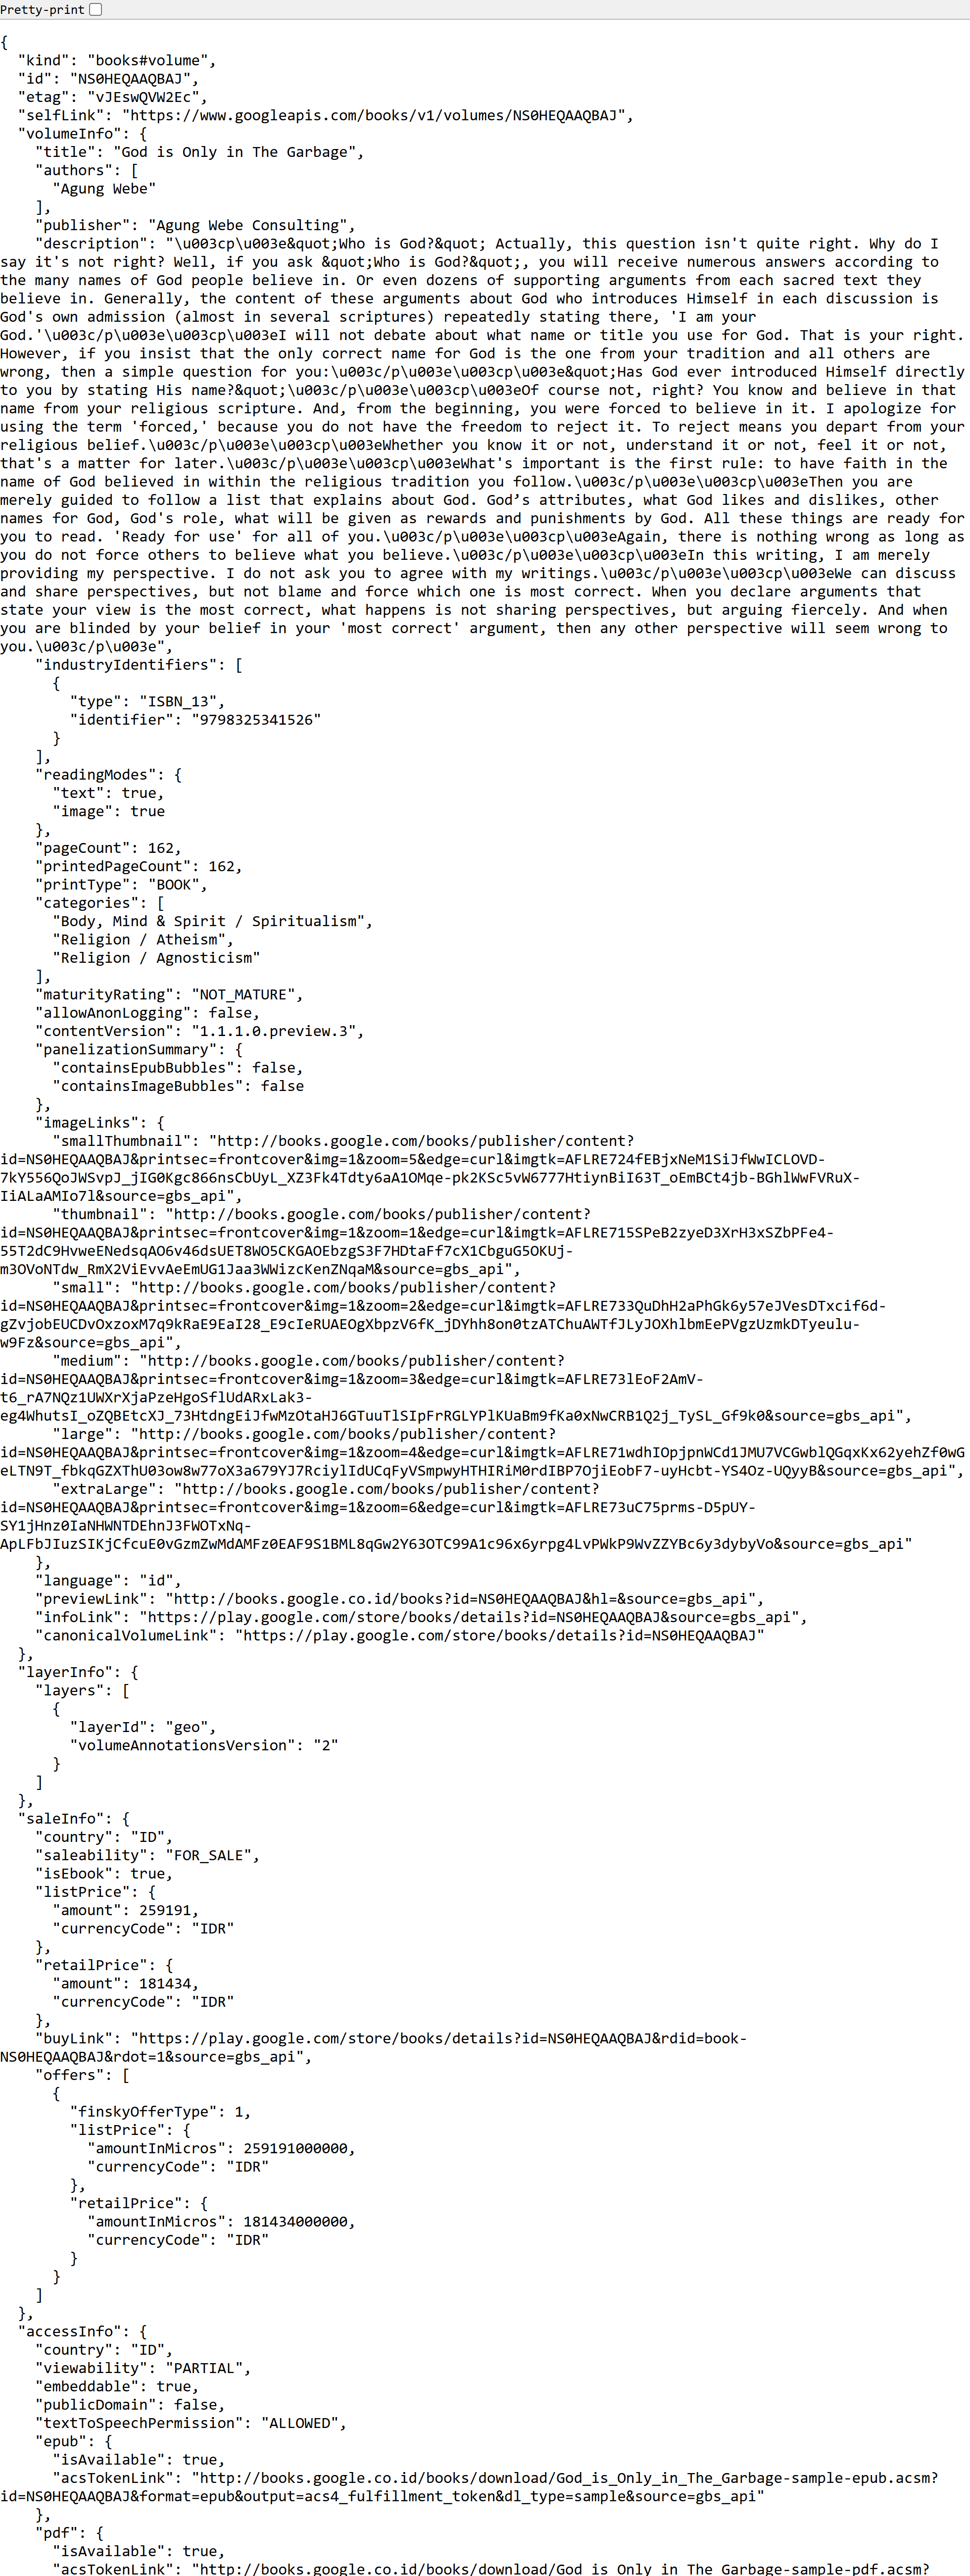 Pretty-print
{
  "kind": "books#volume",
  "id": "NS0HEQAAQBAJ",
  "etag": "vJEswQVW2Ec",
  "selfLink": "https://www.googleapis.com/books/v1/volumes/NS0HEQAAQBAJ",
  "volumeInfo": {
    "title": "God is Only in The Garbage",
    "authors": [
      "Agung Webe"
    ],
    "publisher": "Agung Webe Consulting",
    "description": "\u003cp\u003e&quot;Who is God?&quot; Actually, this question isn't quite right. Why do I
say it's not right? Well, if you ask &quot;Who is God?&quot;, you will receive numerous answers according to
the many names of God people believe in. Or even dozens of supporting arguments from each sacred text they
believe in. Generally, the content of these arguments about God who introduces Himself in each discussion is
God's own admission (almost in several scriptures) repeatedly stating there, 'I am your
God.'\u003c/p\u003e\u003cp\u003eI will not debate about what name or title you use for God. That is your right.
However, if you insist that the only correct name for God is the one from your tradition and all others are
wrong, then a simple question for you:\u003c/p\u003e\u003cp\u003e&quot;Has God ever introduced Himself directly
to you by stating His name?&quot;\u003c/p\u003e\u003cp\u003eOf course not, right? You know and believe in that
name from your religious scripture. And, from the beginning, you were forced to believe in it. I apologize for
using the term 'forced,' because you do not have the freedom to reject it. To reject means you depart from your
religious belief.\u003c/p\u003e\u003cp\u003eWhether you know it or not, understand it or not, feel it or not,
that's a matter for later.\u003c/p\u003e\u003cp\u003eWhat's important is the first rule: to have faith in the
name of God believed in within the religious tradition you follow.\u003c/p\u003e\u003cp\u003eThen you are
merely guided to follow a list that explains about God. God’s attributes, what God likes and dislikes, other
names for God, God's role, what will be given as rewards and punishments by God. All these things are ready for
you to read. 'Ready for use' for all of you.\u003c/p\u003e\u003cp\u003eAgain, there is nothing wrong as long as
you do not force others to believe what you believe.\u003c/p\u003e\u003cp\u003eIn this writing, I am merely
providing my perspective. I do not ask you to agree with my writings.\u003c/p\u003e\u003cp\u003eWe can discuss
and share perspectives, but not blame and force which one is most correct. When you declare arguments that
state your view is the most correct, what happens is not sharing perspectives, but arguing fiercely. And when
you are blinded by your belief in your 'most correct' argument, then any other perspective will seem wrong to
you.\u003c/p\u003e",
    "industryIdentifiers": [
      {
        "type": "ISBN_13",
        "identifier": "9798325341526"
      }
    ],
    "readingModes": {
      "text": true,
      "image": true
    },
    "pageCount": 162,
    "printedPageCount": 162,
    "printType": "BOOK",
    "categories": [
      "Body, Mind & Spirit / Spiritualism",
      "Religion / Atheism",
      "Religion / Agnosticism"
    ],
    "maturityRating": "NOT_MATURE",
    "allowAnonLogging": false,
    "contentVersion": "1.1.1.0.preview.3",
    "panelizationSummary": {
      "containsEpubBubbles": false,
      "containsImageBubbles": false
    },
    "imageLinks": {
      "smallThumbnail": "http://books.google.com/books/publisher/content?
id=NS0HEQAAQBAJ&printsec=frontcover&img=1&zoom=5&edge=curl&imgtk=AFLRE724fEBjxNeM1SiJfWwICLOVD-
7kY556QoJWSvpJ_jIG0Kgc866nsCbUyL_XZ3Fk4Tdty6aA1OMqe-pk2KSc5vW6777HtiynBiI63T_oEmBCt4jb-BGhlWwFVRuX-
IiALaAMIo7l&source=gbs_api",
      "thumbnail": "http://books.google.com/books/publisher/content?
id=NS0HEQAAQBAJ&printsec=frontcover&img=1&zoom=1&edge=curl&imgtk=AFLRE715SPeB2zyeD3XrH3xSZbPFe4-
55T2dC9HvweENedsqAO6v46dsUET8WO5CKGAOEbzgS3F7HDtaFf7cX1CbguG5OKUj-
m3OVoNTdw_RmX2ViEvvAeEmUG1Jaa3WWizcKenZNqaM&source=gbs_api",
      "small": "http://books.google.com/books/publisher/content?
id=NS0HEQAAQBAJ&printsec=frontcover&img=1&zoom=2&edge=curl&imgtk=AFLRE733QuDhH2aPhGk6y57eJVesDTxcif6d-
gZvjobEUCDvOxzoxM7q9kRaE9EaI28_E9cIeRUAEOgXbpzV6fK_jDYhh8on0tzATChuAWTfJLyJOXhlbmEePVgzUzmkDTyeulu-
w9Fz&source=gbs_api",
      "medium": "http://books.google.com/books/publisher/content?
id=NS0HEQAAQBAJ&printsec=frontcover&img=1&zoom=3&edge=curl&imgtk=AFLRE73lEoF2AmV-
t6_rA7NQz1UWXrXjaPzeHgoSflUdARxLak3-
eg4WhutsI_oZQBEtcXJ_73HtdngEiJfwMzOtaHJ6GTuuTlSIpFrRGLYPlKUaBm9fKa0xNwCRB1Q2j_TySL_Gf9k0&source=gbs_api",
      "large": "http://books.google.com/books/publisher/content?
id=NS0HEQAAQBAJ&printsec=frontcover&img=1&zoom=4&edge=curl&imgtk=AFLRE71wdhIOpjpnWCd1JMU7VCGwblQGqxKx62yehZf0wG
eLTN9T_fbkqGZXThU03ow8w77oX3a679YJ7RciylIdUCqFyVSmpwyHTHIRiM0rdIBP7OjiEobF7-uyHcbt-YS4Oz-UQyyB&source=gbs_api",
      "extraLarge": "http://books.google.com/books/publisher/content?
id=NS0HEQAAQBAJ&printsec=frontcover&img=1&zoom=6&edge=curl&imgtk=AFLRE73uC75prms-D5pUY-
SY1jHnz0IaNHWNTDEhnJ3FWOTxNq-
ApLFbJIuzSIKjCfcuE0vGzmZwMdAMFz0EAF9S1BML8qGw2Y63OTC99A1c96x6yrpg4LvPWkP9WvZZYBc6y3dybyVo&source=gbs_api"
    },
    "language": "id",
    "previewLink": "http://books.google.co.id/books?id=NS0HEQAAQBAJ&hl=&source=gbs_api",
    "infoLink": "https://play.google.com/store/books/details?id=NS0HEQAAQBAJ&source=gbs_api",
    "canonicalVolumeLink": "https://play.google.com/store/books/details?id=NS0HEQAAQBAJ"
  },
  "layerInfo": {
    "layers": [
      {
        "layerId": "geo",
        "volumeAnnotationsVersion": "2"
      }
    ]
  },
  "saleInfo": {
    "country": "ID",
    "saleability": "FOR_SALE",
    "isEbook": true,
    "listPrice": {
      "amount": 259191,
      "currencyCode": "IDR"
    },
    "retailPrice": {
      "amount": 181434,
      "currencyCode": "IDR"
    },
    "buyLink": "https://play.google.com/store/books/details?id=NS0HEQAAQBAJ&rdid=book-
NS0HEQAAQBAJ&rdot=1&source=gbs_api",
    "offers": [
      {
        "finskyOfferType": 1,
        "listPrice": {
          "amountInMicros": 259191000000,
          "currencyCode": "IDR"
        },
        "retailPrice": {
          "amountInMicros": 181434000000,
          "currencyCode": "IDR"
        }
      }
    ]
  },
  "accessInfo": {
    "country": "ID",
    "viewability": "PARTIAL",
    "embeddable": true,
    "publicDomain": false,
    "textToSpeechPermission": "ALLOWED",
    "epub": {
      "isAvailable": true,
      "acsTokenLink": "http://books.google.co.id/books/download/God_is_Only_in_The_Garbage-sample-epub.acsm?
id=NS0HEQAAQBAJ&format=epub&output=acs4_fulfillment_token&dl_type=sample&source=gbs_api"
    },
    "pdf": {
      "isAvailable": true,
      "acsTokenLink": "http://books.google.co.id/books/download/God_is_Only_in_The_Garbage-sample-pdf.acsm?